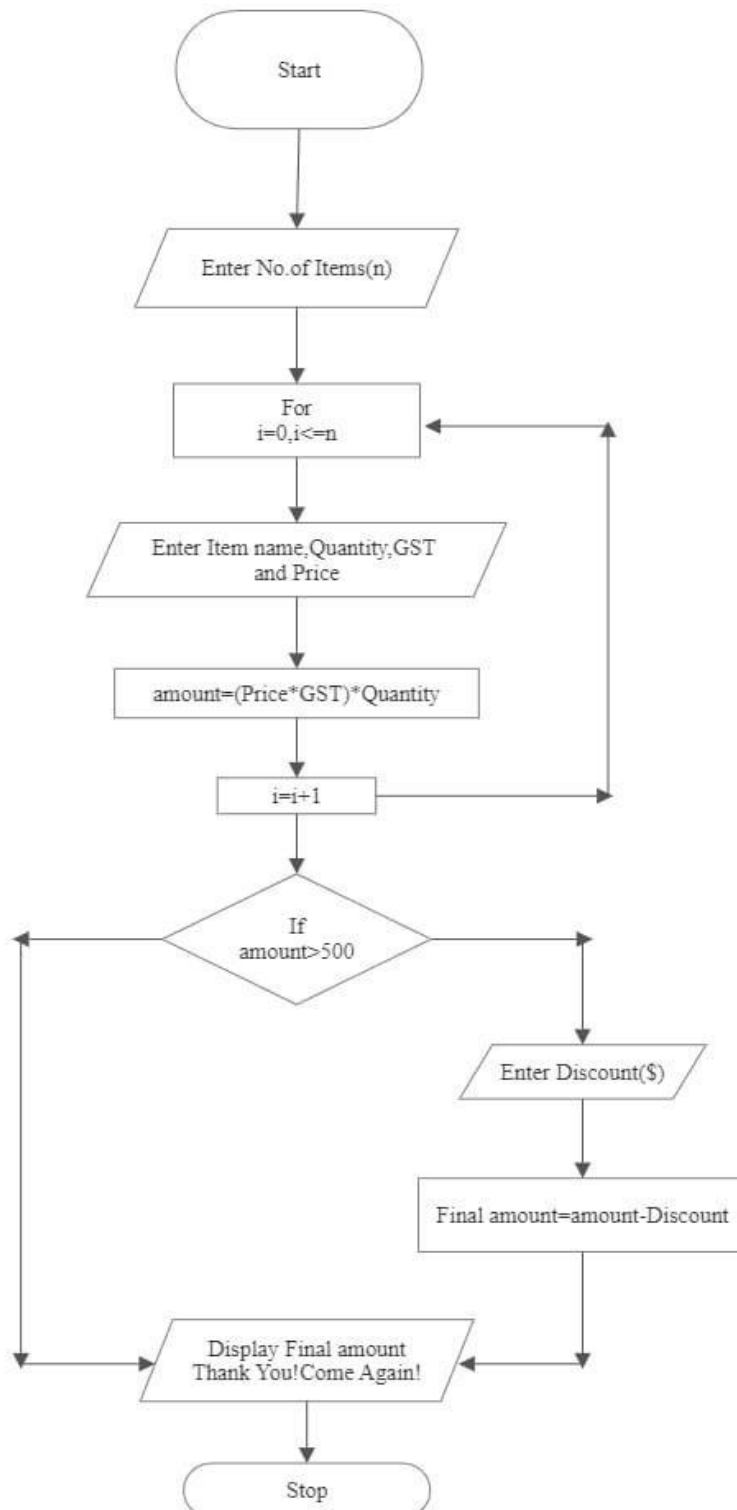 Start
Enter No.of Items(n)
For
i=0,i<=n
Enter Item name,Quantity,GST
and Price
amount=(Price*GST)*Quantity
i=i+1
If
amount>500
Enter Discount($)
Final amount=amount-Discount
Display Final amount
Thank You!Come Again!
Stop